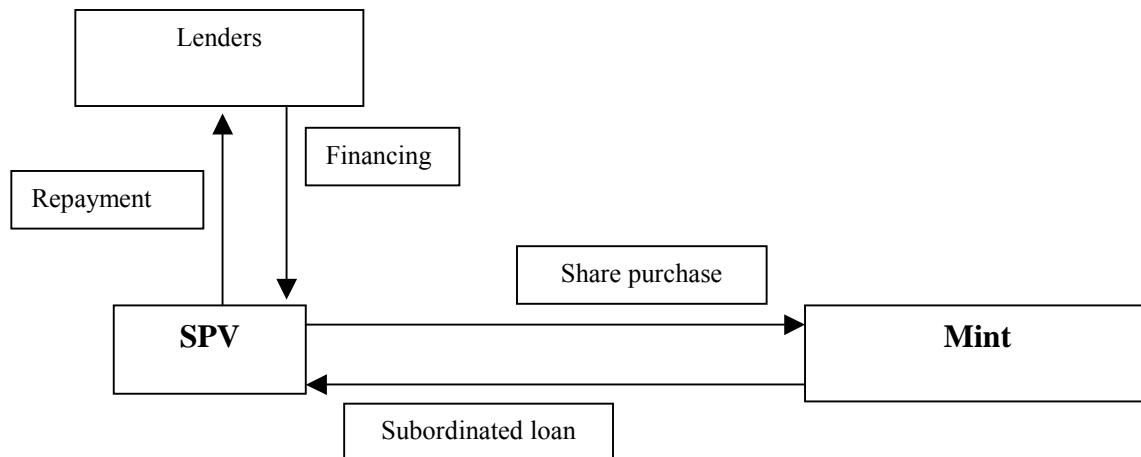 Lenders
Financing
Repayment
Share purchase
SPV
Mint
Subordinated loan